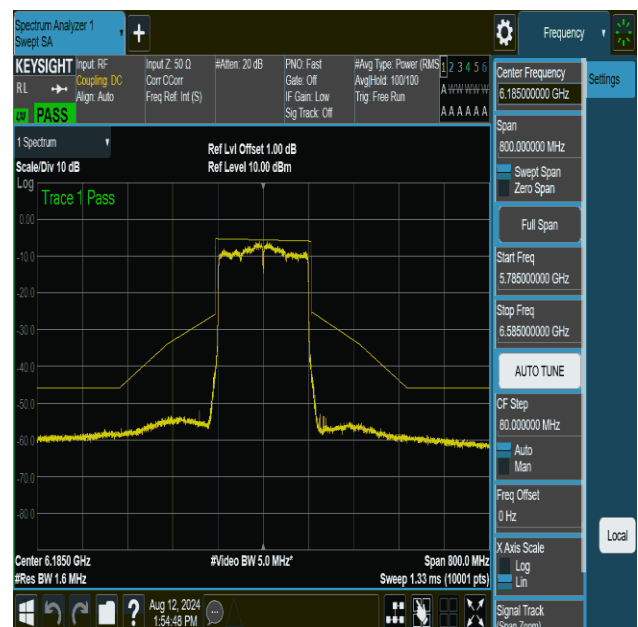 Spectrum Analyzer 1
Swept SA
Frequency
KEYSIGHT
RL
PASS
Input: RF
Coupling: DC
Align: Auto
Input Z: 50 Ω
Corr CCorr
Freq Ref: Int (S)
#Atten: 20 dB
PNO: Fast
Gate: Off
IF Gain: Low
Sig Track: Off
#Avg Type: Power (RMS
Avg|Hold: 100/100
Trig: Free Run
1 2 3 4 5 6
A W W W W W
A A A A A A
1 Spectrum
Scale/Div 10 dB
Ref Lvl Offset 1.00 dB
Ref Level 10.00 dBm
Log
Trace 1 Pass
0.00
-10.0
-20.0
-30.0
-40.0
-50.0
-60.0
-70.0
-80.0
Center 6.1850 GHz
#Res BW 1.6 MHz
#Video BW 5.0 MHz*
Span 800.0 MHz
Sweep 1.33 ms (10001 pts)
Aug 12, 2024
1:54:48 PM
?
Center Frequency
6.185000000 GHz
Settings
Span
800.000000 MHz
Swept Span
Zero Span
Full Span
Start Freq
5.785000000 GHz
Stop Freq
6.585000000 GHz
AUTO TUNE
CF Step
80.000000 MHz
Auto
Man
Freq Offset
0 Hz
X Axis Scale
Log
Lin
Local
Signal Track
(Span Zoom)